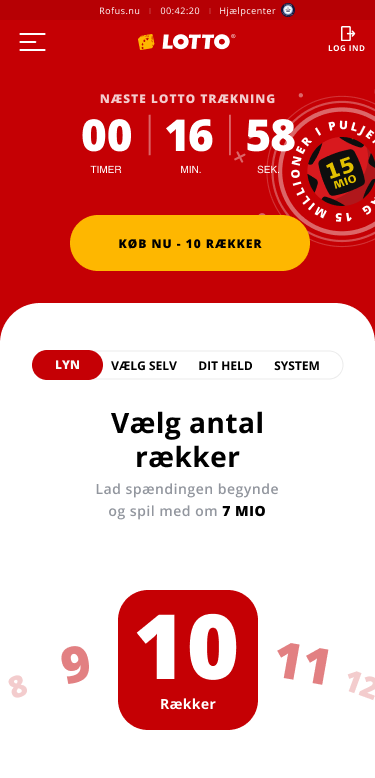 Rofus.nu
00:42:20
Hjælpcenter
LOTTO
LOG IND
NÆSTE LOTTO TRÆKNING
00
16
58
TIMER
MIN.
SEK.
15 MILLIONER I PULJEN
15
MIO
KØB NU - 10 RÆKKER
LYN
VÆLG SELV
DIT HELD
SYSTEM
Vælg antal
rækker
Lad spændingen begynde
og spil med om 7 MIO
8
9
10
11
12
Rækker